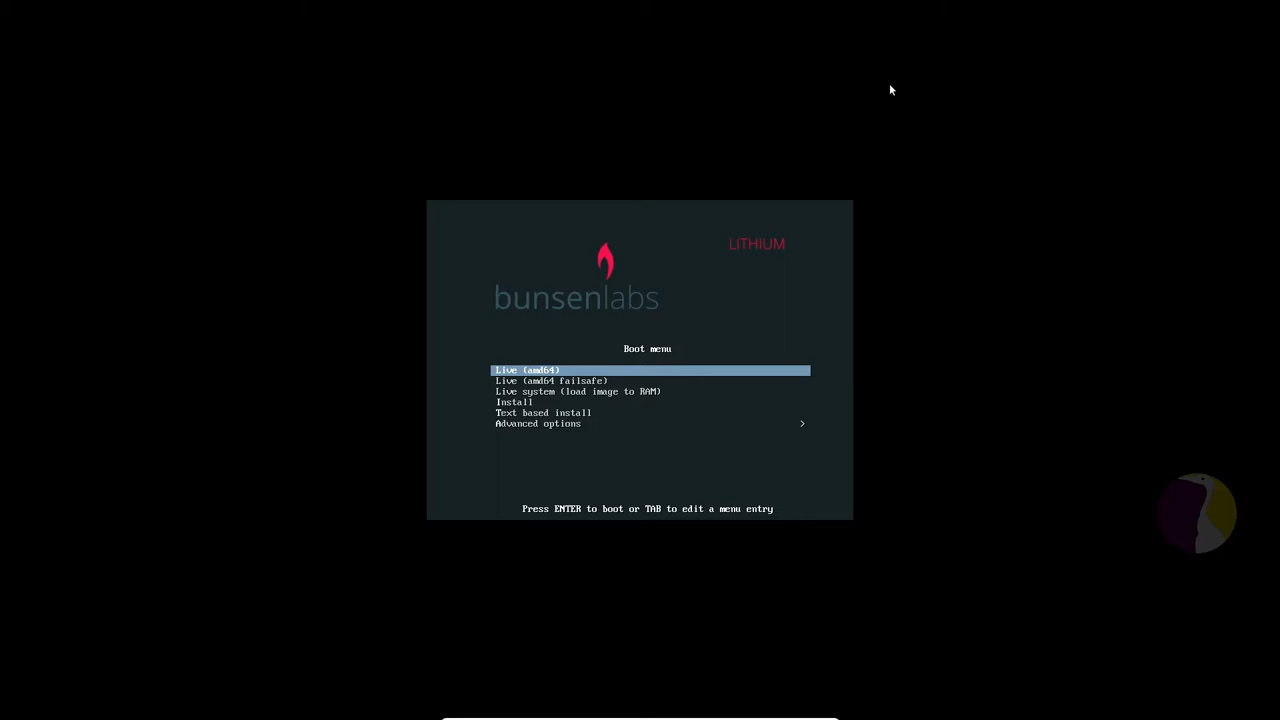 LITHIUM
bunsenlabs
Boot menu
Live (amd64)
Live (amd64 failsafe)
Live system (load image to RAM)
Install
Text based install
Advanced options >
Press ENTER to boot or TAB to edit a menu entry